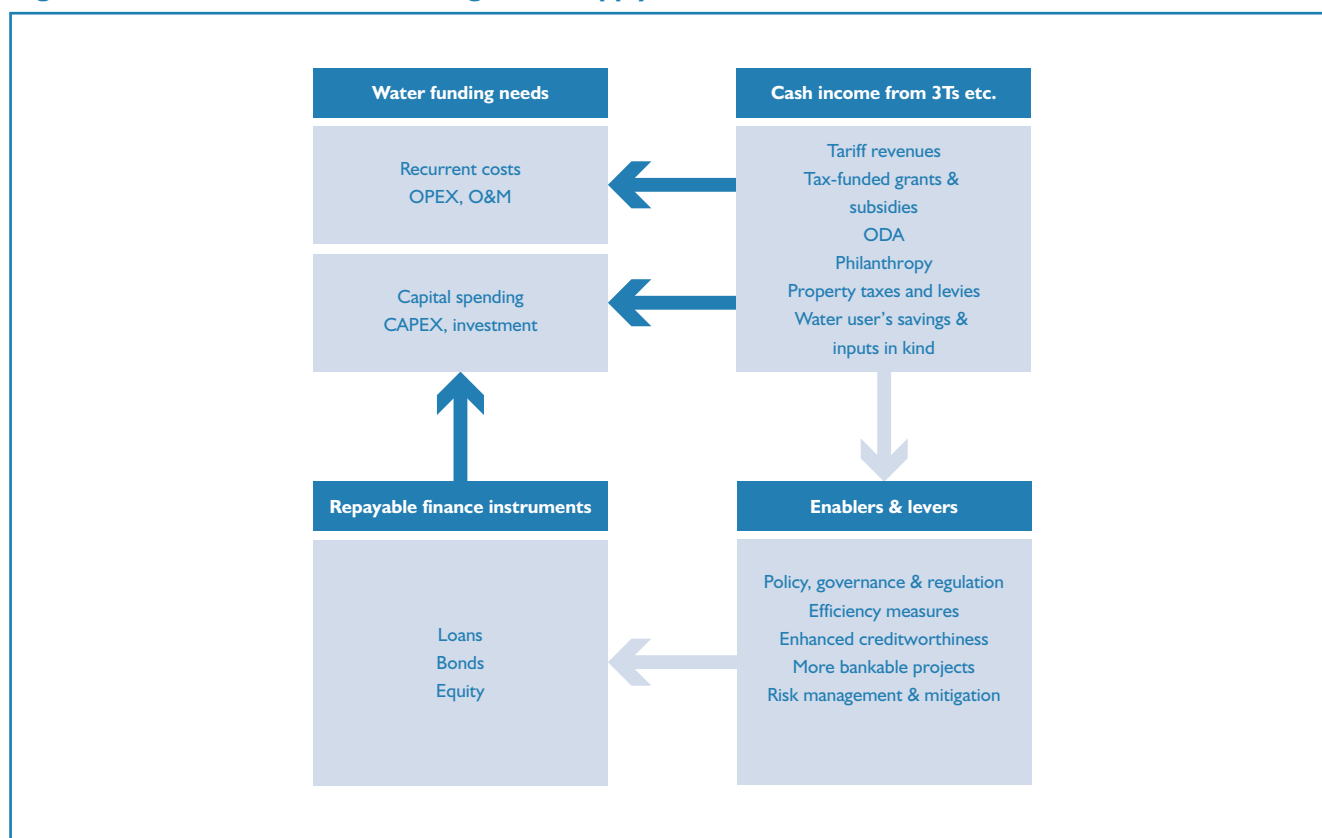 Water funding needs
Recurrent costs
OPEX, O&M
Capital spending
CAPEX, investment
Cash income from 3Ts etc.
Tariff revenues
Tax-funded grants &
subsidies
ODA
Philanthropy
Property taxes and levies
Water user’s savings &
inputs in kind
Repayable finance instruments
Loans
Bonds
Equity
Enablers & levers
Policy, governance & regulation
Efficiency measures
Enhanced creditworthiness
More bankable projects
Risk management & mitigation